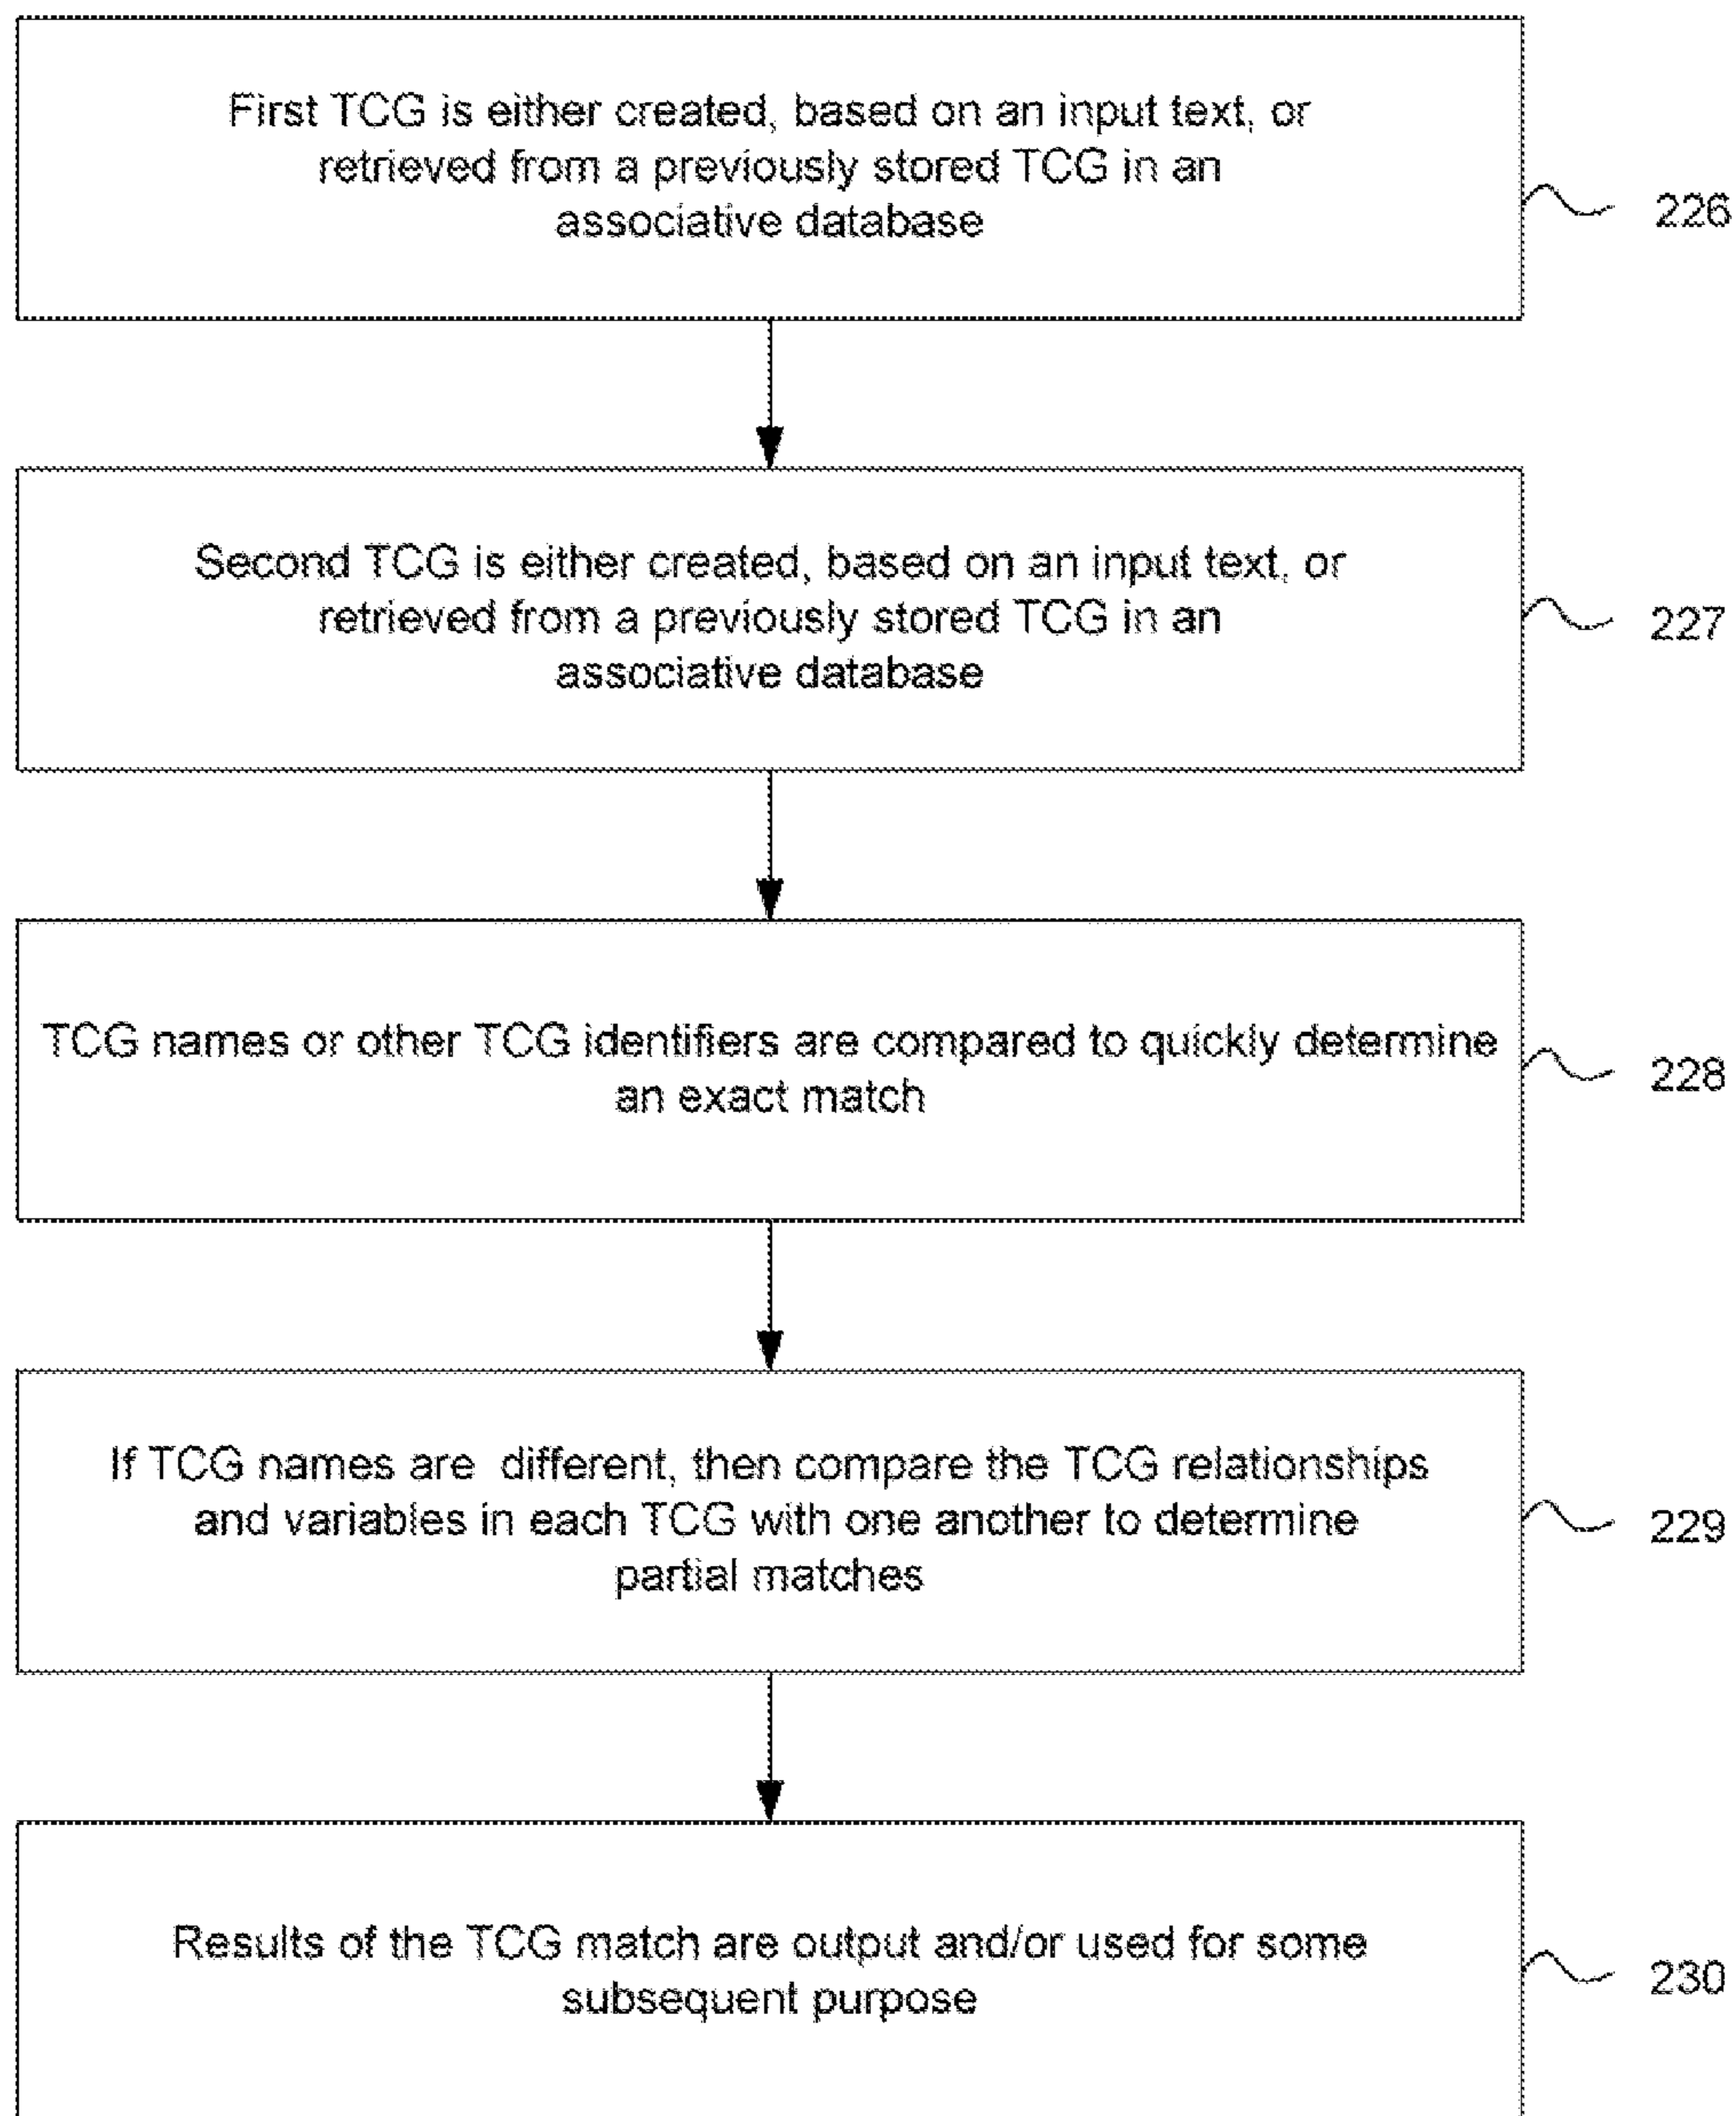 First TCG is either created, based on an input text, or
retrieved from a previously stored TCG in an
associative database
226
Second TCG is either created, based on an input text, or
retrieved from a previously stored TCG in an
associative database
227
TCG names or other TCG identifiers are compared to quickly determine
an exact match
228
If TCG names are different, then compare the TCG relationships
and variables in each TCG with one another to determine
partial matches
229
Results of the TCG match are output and/or used for some
subsequent purpose
230